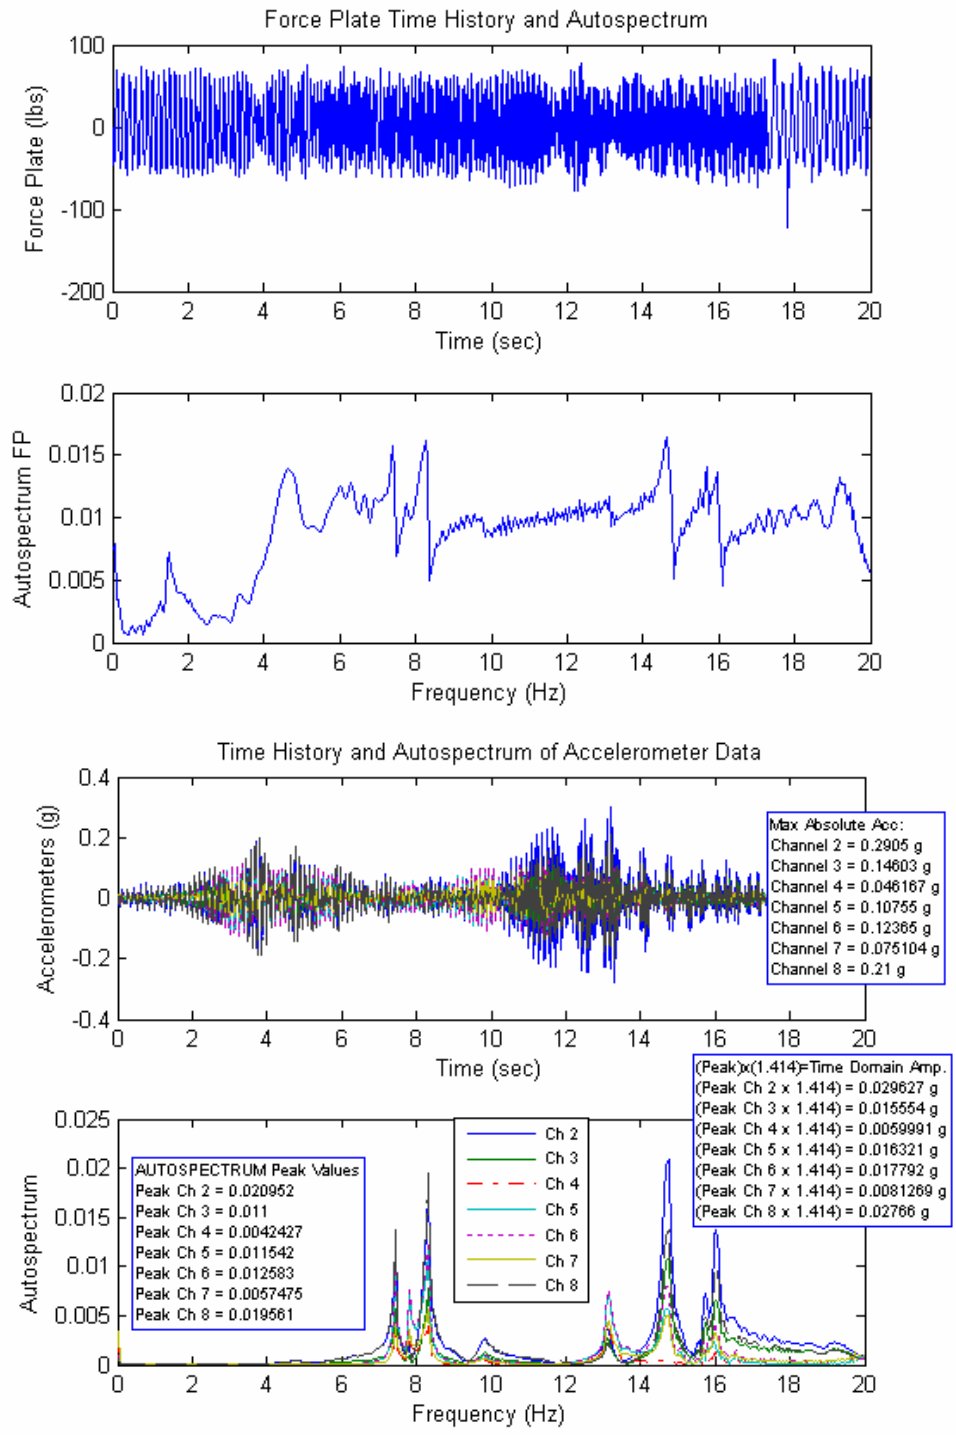 Force Plate Time History and Autospectrum
100
0
-100
-200
Force Plate (lbs)
0 2 4 6 8 10 12 14 16 18 20
Time (sec)
0.02
0.015
0.01
0.005
0
Autospectrum FP
0 2 4 6 8 10 12 14 16 18 20
Frequency (Hz)
Time History and Autospectrum of Accelerometer Data
0.4
0.2
0
-0.2
-0.4
Accelerometers (g)
0 2 4 6 8 10 12 14 16 18 20
Time (sec)
Max Absolute Acc:
Channel 2 = 0.2905 g
Channel 3 = 0.14603 g
Channel 4 = 0.046167 g
Channel 5 = 0.10755 g
Channel 6 = 0.12365 g
Channel 7 = 0.075104 g
Channel 8 = 0.21 g
(Peak)x(1.414)=Time Domain Amp.
(Peak Ch 2 x 1.414) = 0.029627 g
(Peak Ch 3 x 1.414) = 0.015554 g
(Peak Ch 4 x 1.414) = 0.0059991 g
(Peak Ch 5 x 1.414) = 0.016321 g
(Peak Ch 6 x 1.414) = 0.017792 g
(Peak Ch 7 x 1.414) = 0.0081269 g
(Peak Ch 8 x 1.414) = 0.02766 g
0.025
0.02
0.015
0.01
0.005
0
Autospectrum
AUTOSPECTRUM Peak Values
Peak Ch 2 = 0.020952
Peak Ch 3 = 0.011
Peak Ch 4 = 0.0042427
Peak Ch 5 = 0.011542
Peak Ch 6 = 0.012583
Peak Ch 7 = 0.0057475
Peak Ch 8 = 0.019561
Ch 2
Ch 3
Ch 4
Ch 5
Ch 6
Ch 7
Ch 8
0 2 4 6 8 10 12 14 16 18 20
Frequency (Hz)